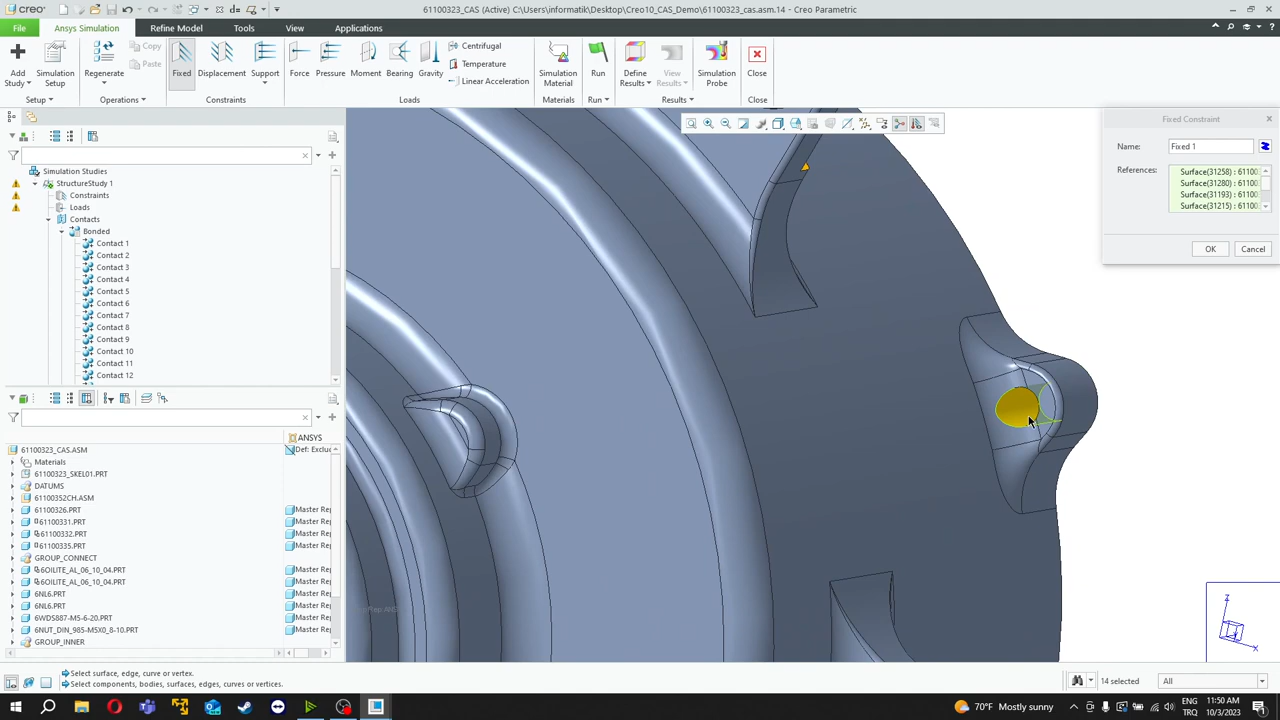 creo
61100323_CAS (Active) C:\Users\informatik\Desktop\Creo10_CAS_Demo\61100323_cas.asm.14 - Creo Parametric
File Ansys Simulation Refine Model Tools View Applications
Add Study
Simulation Setup
Regenerate
Copy
Paste
Fixed
Displacement
Support
Force
Pressure
Moment
Bearing
Gravity
Centrifugal
Temperature
Linear Acceleration
Simulation Material
Run
Define Results
View Results
Simulation Probe
Close
Setup Operations Constraints Loads Materials Run Results Close
Simulation Studies
StructureStudy 1
Constraints
Loads
Contacts
Bonded
Contact 1
Contact 2
Contact 3
Contact 4
Contact 5
Contact 6
Contact 7
Contact 8
Contact 9
Contact 10
Contact 11
Contact 12
ANSYS
61100323_CAS.ASM Def: Exclu
Materials
61100323_SKEL01.PRT
DATUMS
61100352CH.ASM
61100326.PRT Master Rep
61100331.PRT Master Rep
61100332.PRT Master Rep
61100335.PRT Master Rep
GROUP_CONNECT
6OILITE_AL_06_10_04.PRT Master Rep
6OILITE_AL_06_10_04.PRT Master Rep
6NL6.PRT Master Rep
6NL6.PRT Master Rep
6WDS887-M5-6-20.PRT Master Rep
6NUT_DIN_985-M5X0_8-10.PRT Master Rep
GROUP_INNER
Fixed Constraint
Name: Fixed 1
References: Surface(31258) : 61100
Surface(31280) : 61100
Surface(31193) : 61100
Surface(31215) : 61100
OK Cancel
Z
X
Select surface, edge, curve or vertex.
Select components, bodies, surfaces, edges, curves or vertices.
14 selected
All
70°F Mostly sunny
TRQ
11:50 AM
10/3/2023